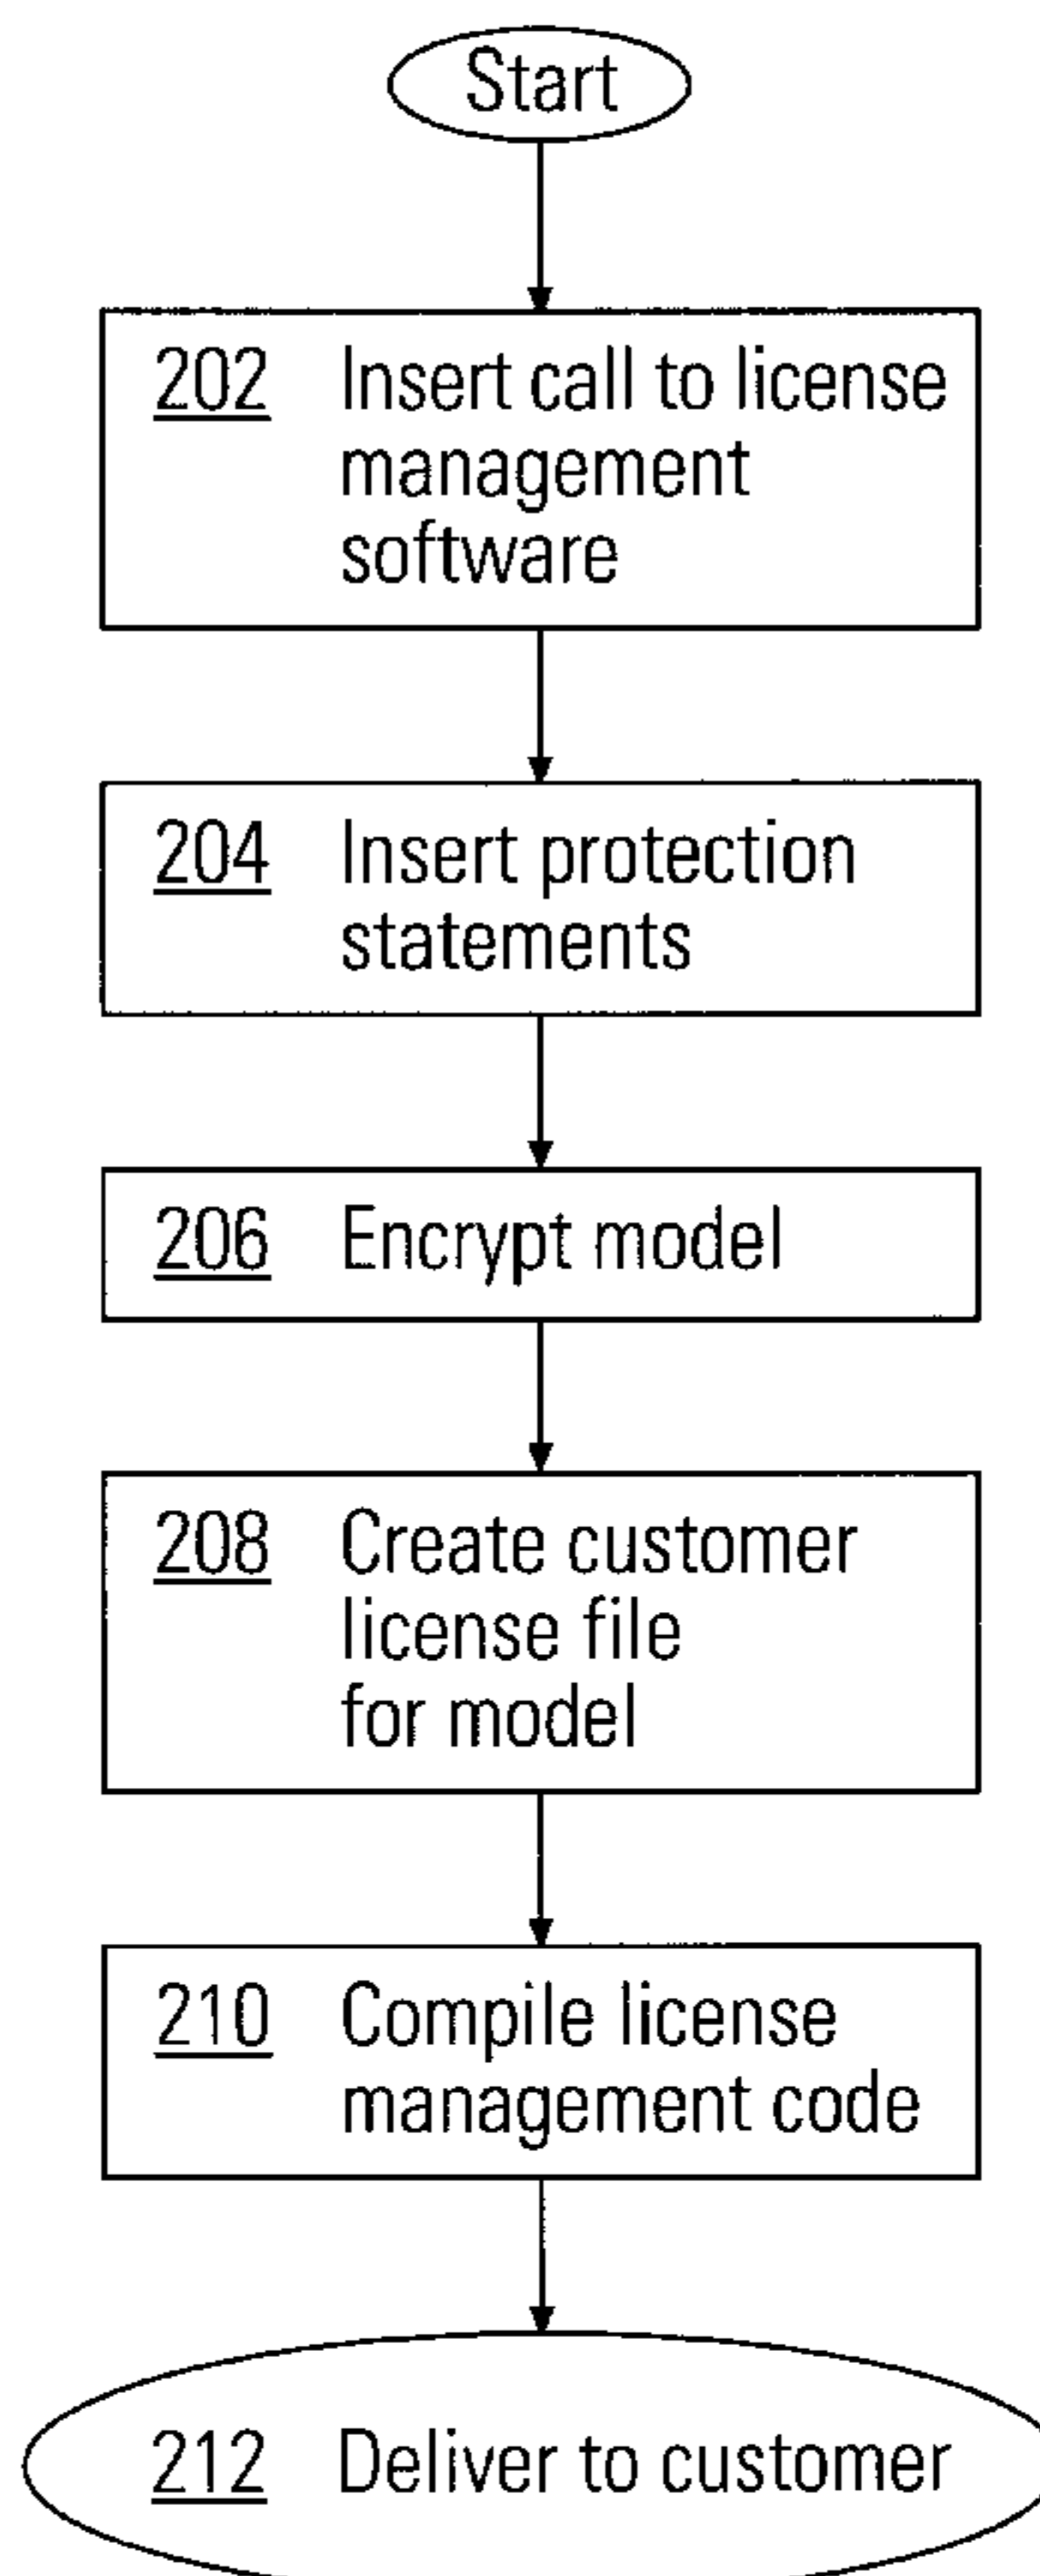 Start
202 Insert call to license
management
software
204 Insert protection
statements
206 Encrypt model
208 Create customer
license file
for model
210 Compile license
management code
212 Deliver to customer